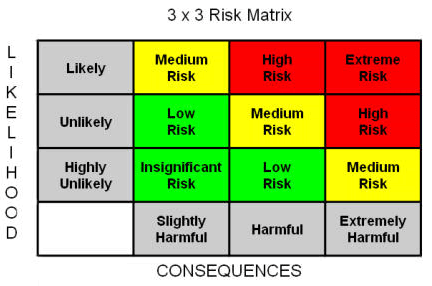 3 x 3 Risk Matrix
LIKELIHOOD
Likely
Medium
Risk
High
Risk
Extreme
Risk
Unlikely
Low
Risk
Medium
Risk
High
Risk
Highly
Unlikely
Insignificant
Risk
Low
Risk
Medium
Risk
Slightly
Harmful
Harmful
Extremely
Harmful
CONSEQUENCES